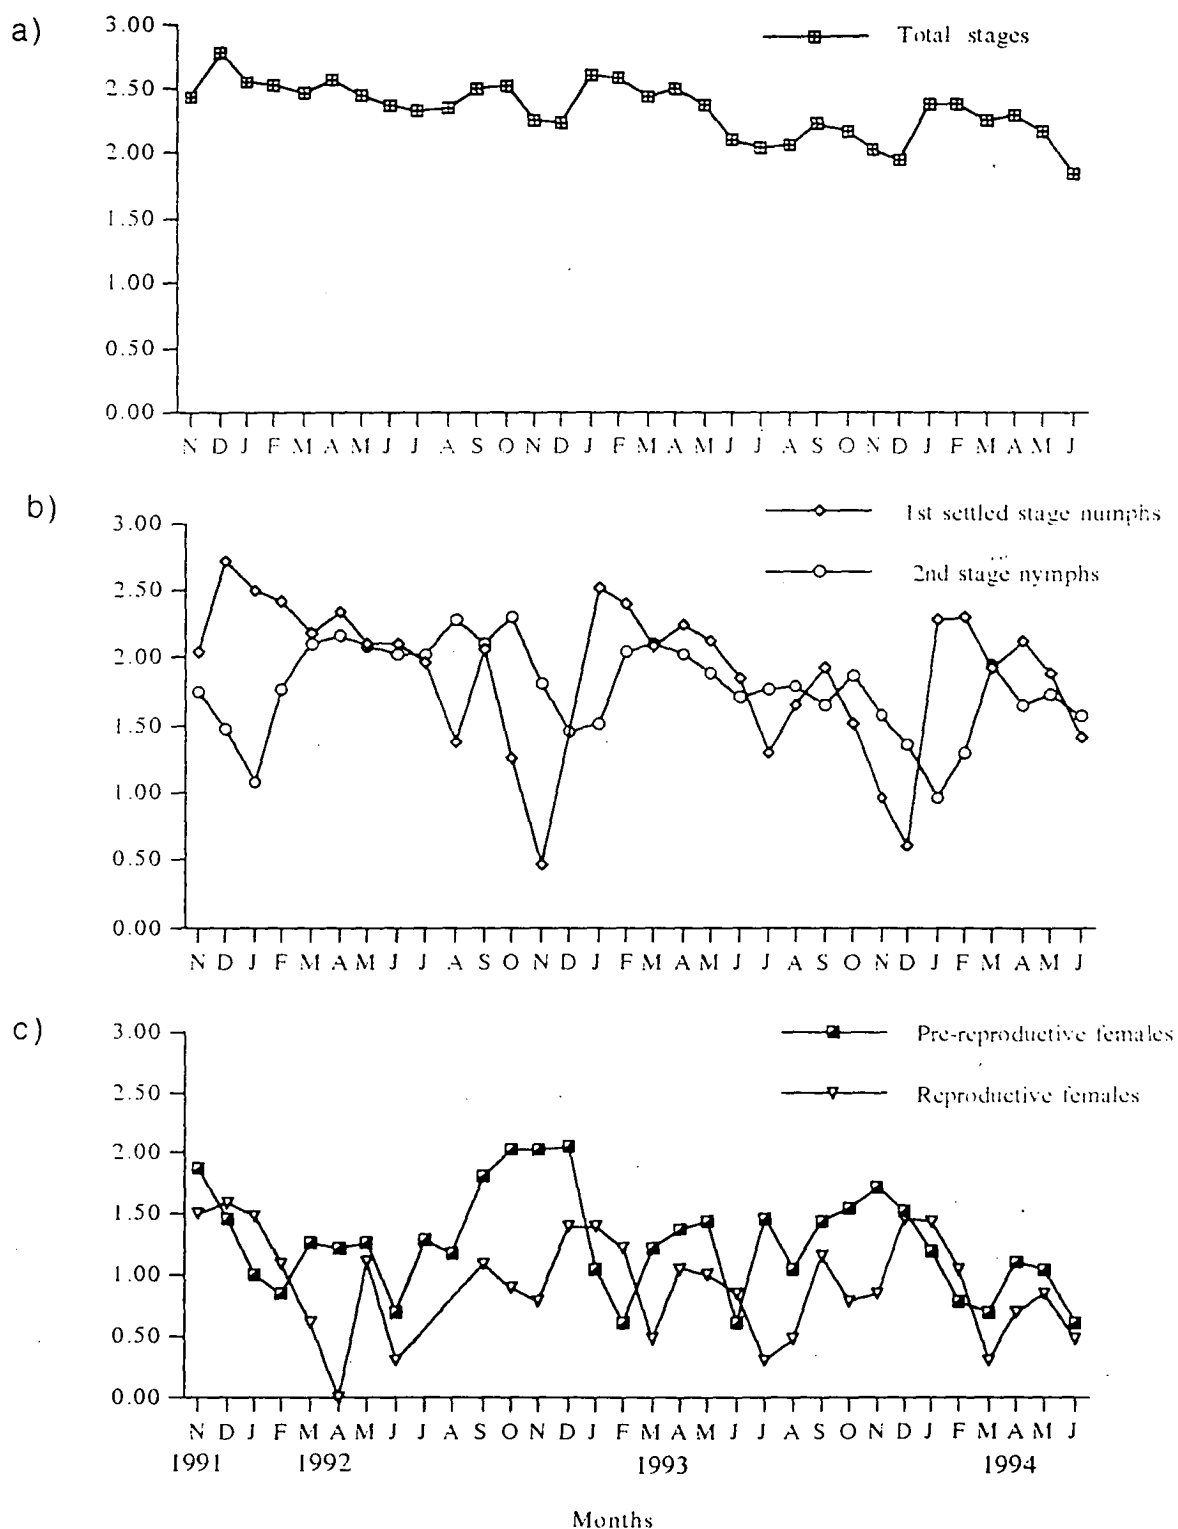 a)
Total stages
3.00
2.50
2.00
1.50
1.00
0.50
0.00
N D J F M A M J J A S O N D J F M A M J J A S O N D J F M A M J
b)
1st settled stage numphs
2nd stage nymphs
3.00
2.50
2.00
1.50
1.00
0.50
0.00
N D J F M A M J J A S O N D J F M A M J J A S O N D J F M A M J
c)
Pre-reproductive females
Reproductive females
3.00
2.50
2.00
1.50
1.00
0.50
0.00
N D J F M A M J J A S O N D J F M A M J J A S O N D J F M A M J
1991 1992 1993 1994
Months